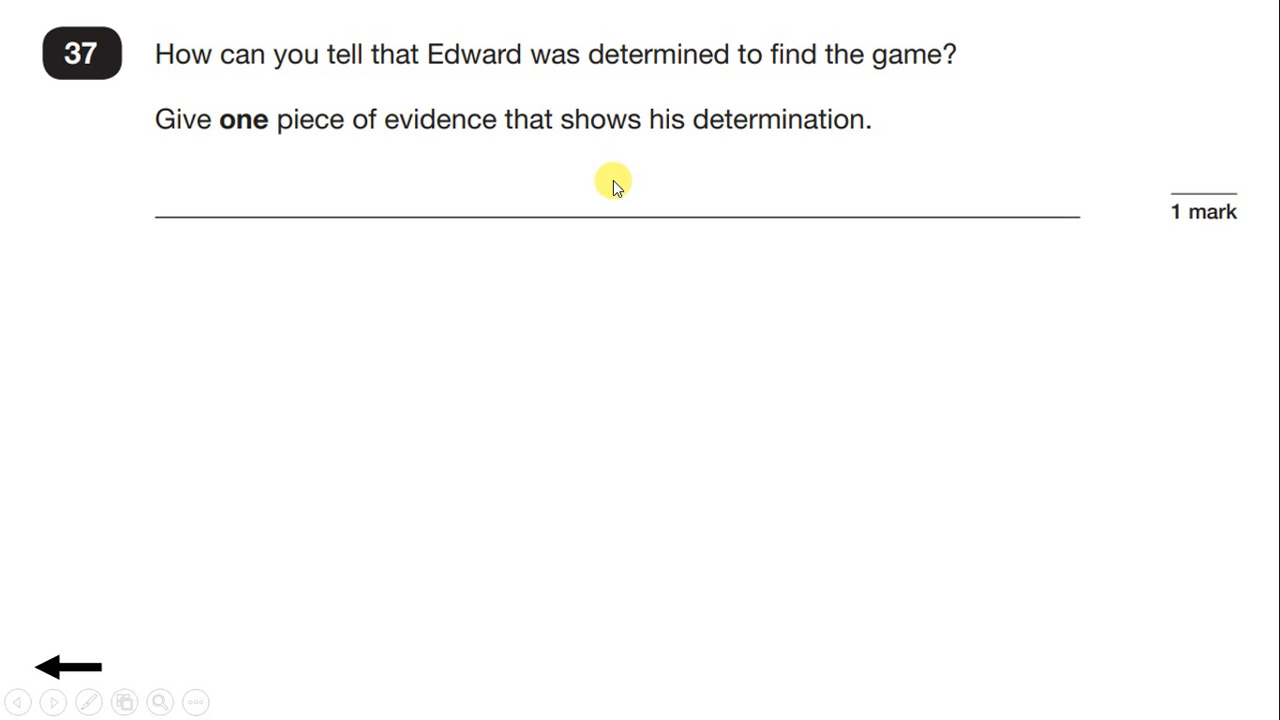 37
How can you tell that Edward was determined to find the game?
Give one piece of evidence that shows his determination.
1 mark